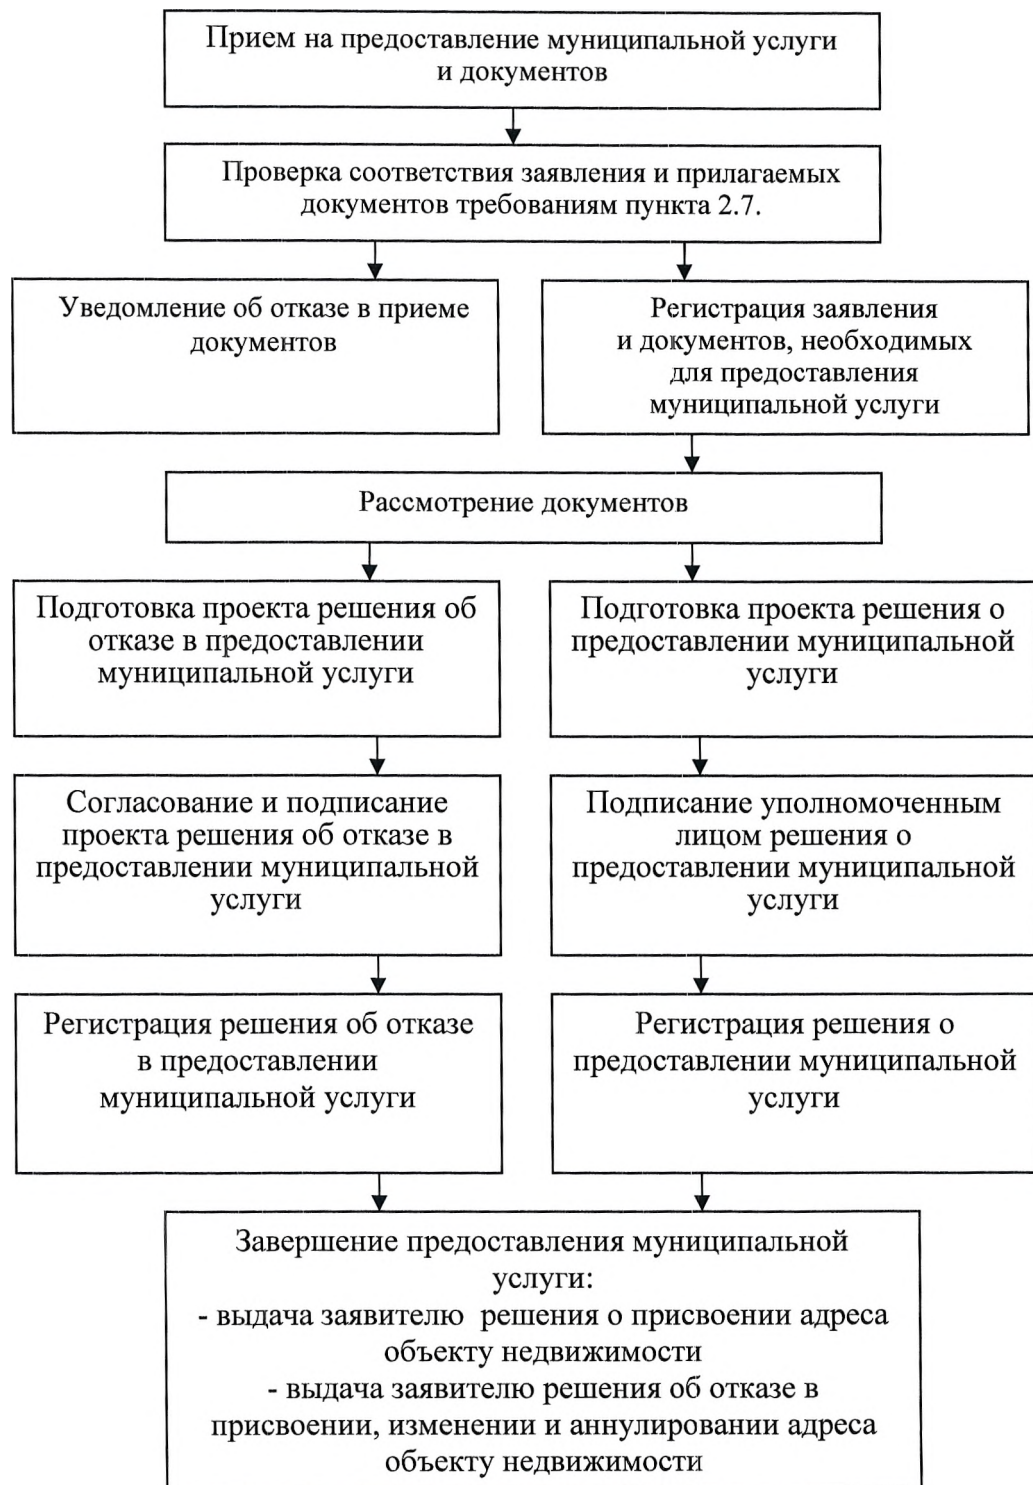 Прием на предоставление муниципальной услуги
и документов
Проверка соответствия заявления и прилагаемых
документов требованиям пункта 2.7.
Уведомление об отказе в приеме
документов
Регистрация заявления
и документов, необходимых
для предоставления
муниципальной услуги
Рассмотрение документов
Подготовка проекта решения об
отказе в предоставлении
муниципальной услуги
Подготовка проекта решения о
предоставлении муниципальной
услуги
Согласование и подписание
проекта решения об отказе в
предоставлении муниципальной
услуги
Подписание уполномоченным
лицом решения о
предоставлении муниципальной
услуги
Регистрация решения об отказе
в предоставлении
муниципальной услуги
Регистрация решения о
предоставлении муниципальной
услуги
Завершение предоставления муниципальной
услуги:
- выдача заявителю решения о присвоении адреса
объекту недвижимости
- выдача заявителю решения об отказе в
присвоении, изменении и аннулировании адреса
объекту недвижимости